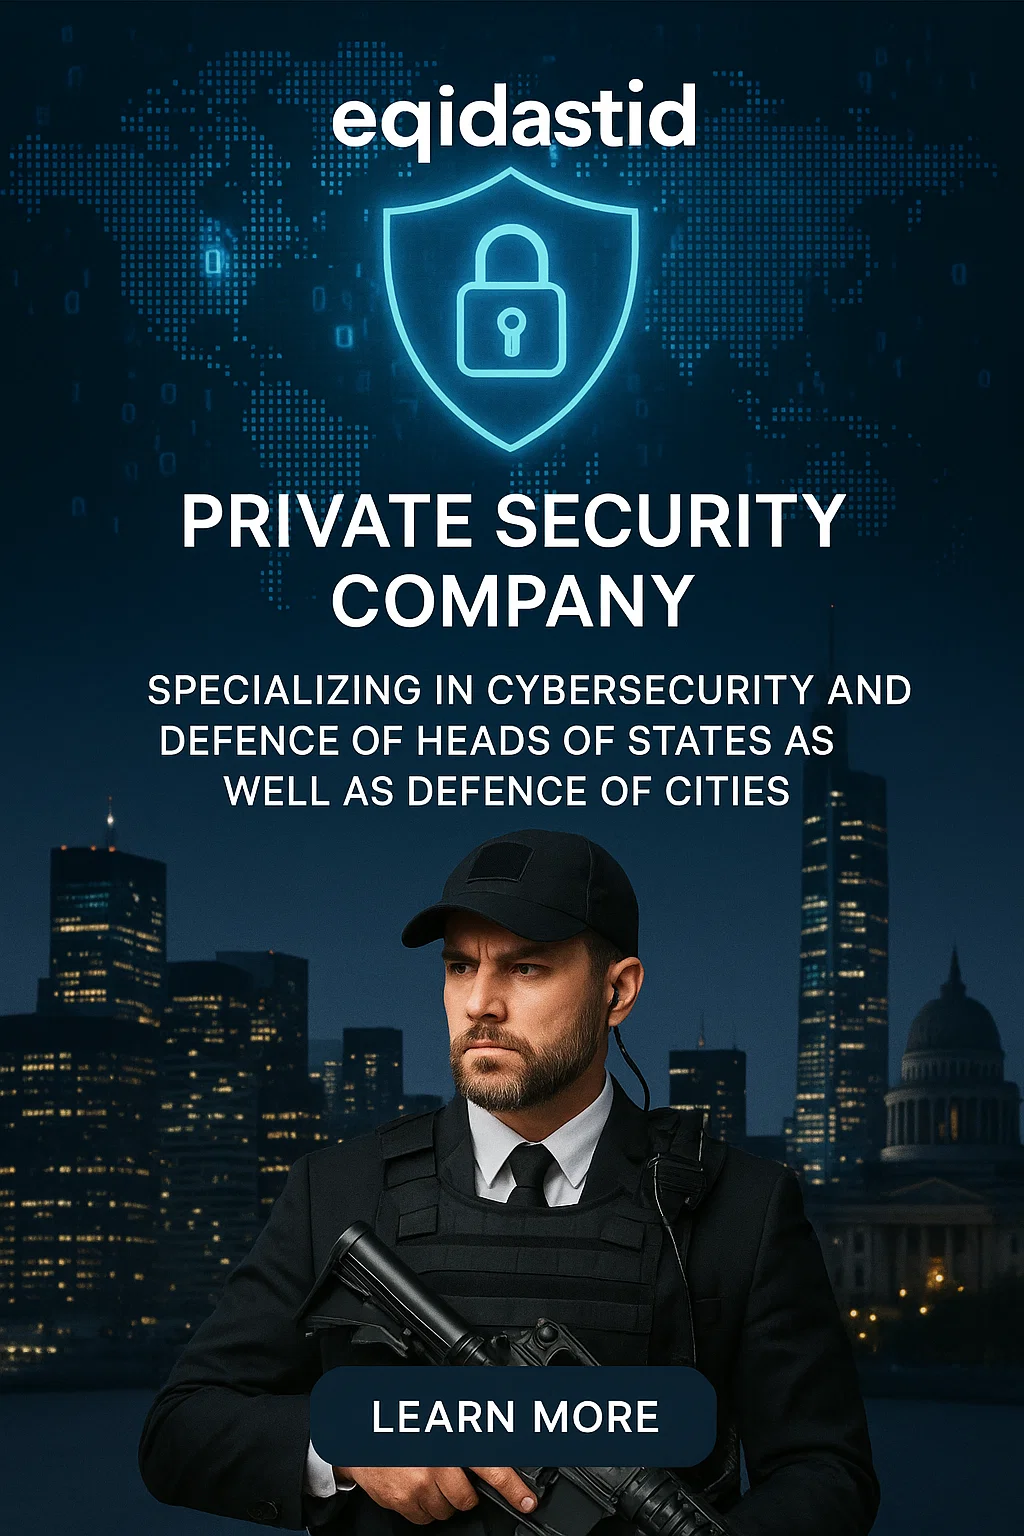 eqidastid
PRIVATE SECURITY
COMPANY
SPECIALIZING IN CYBERSECURITY AND
DEFENCE OF HEADS OF STATES AS
WELL AS DEFENCE OF CITIES
LEARN MORE